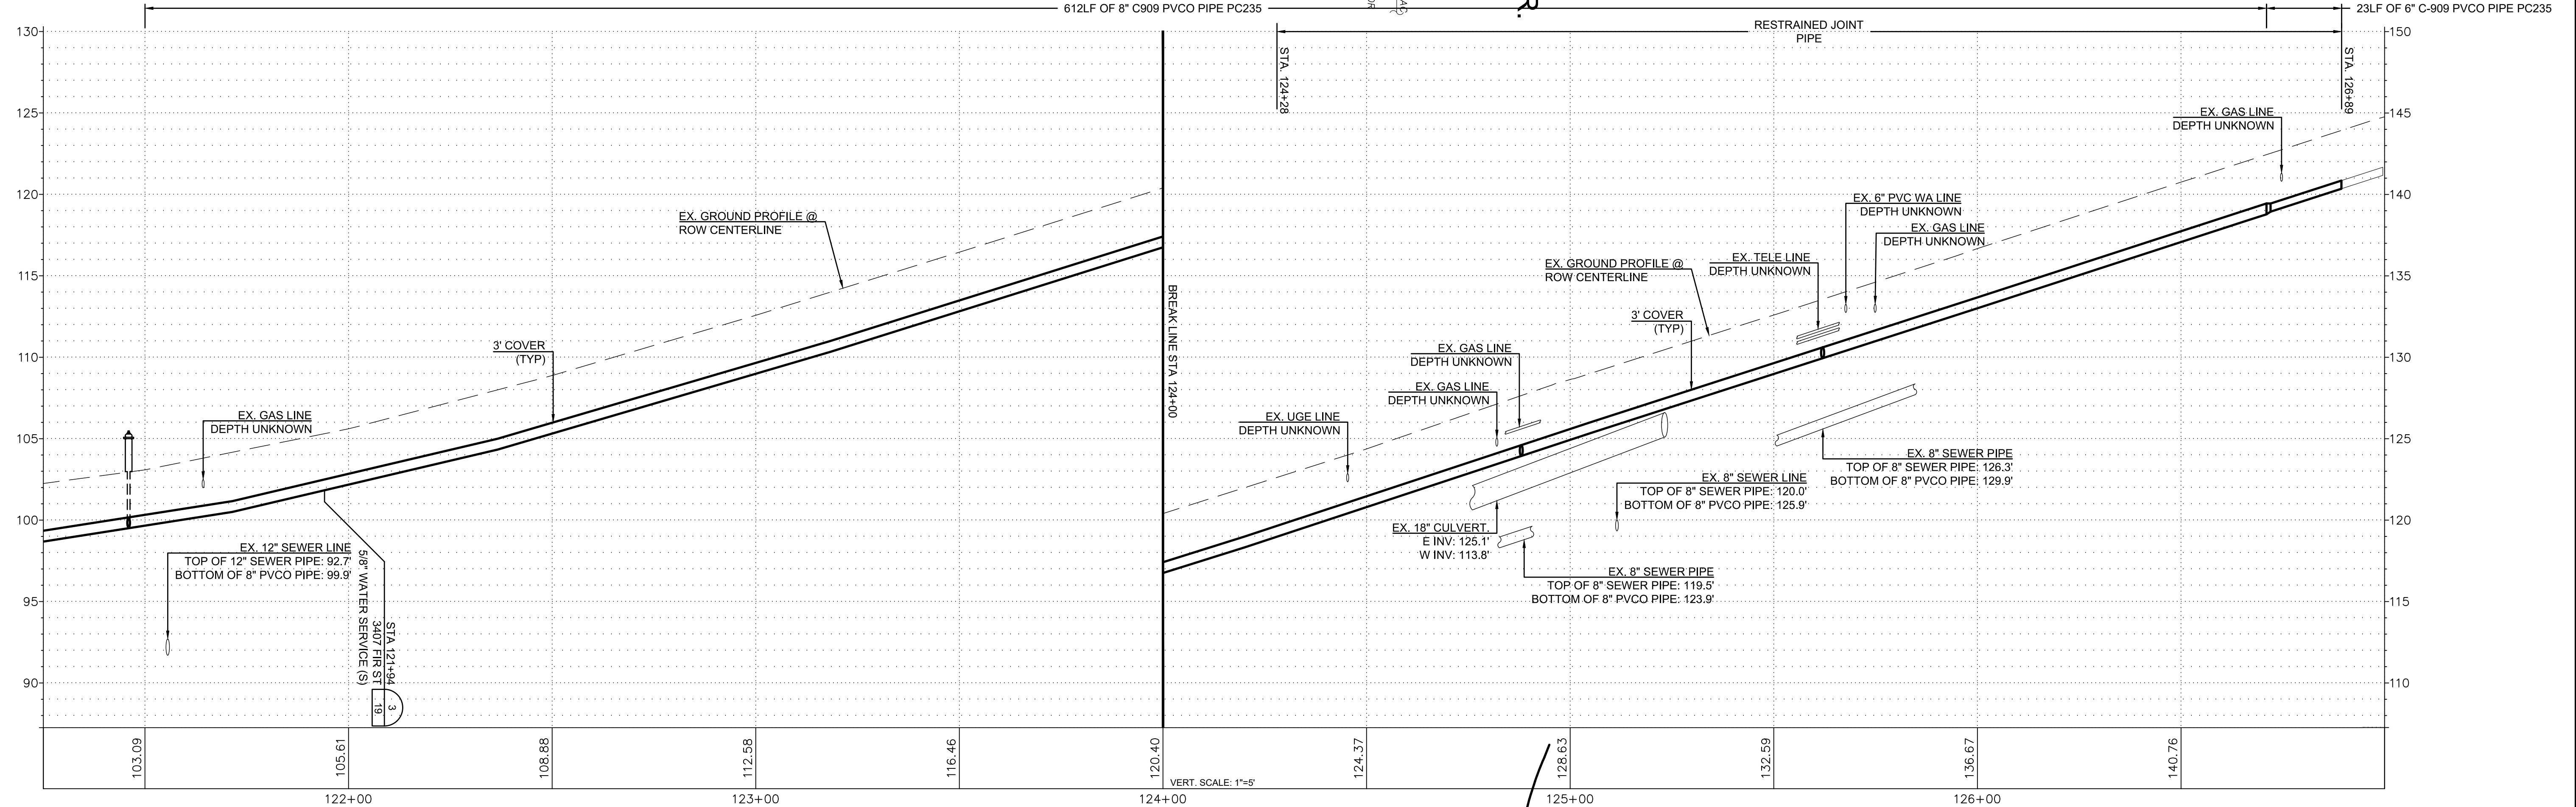 612LF OF 8" C909 PVCO PIPE PC235
23LF OF 6" C-909 PVCO PIPE PC235
RESTRAINED JOINT
PIPE
STA. 124+28
STA. 126+89
130
125
120
115
110
105
100
95
90
150
145
140
135
130
125
120
115
110
EX. GAS LINE
DEPTH UNKNOWN
EX. 12" SEWER LINE
TOP OF 12" SEWER PIPE: 92.7'
BOTTOM OF 8" PVCO PIPE: 99.9'
5/8" WATER SERVICE (S)
3407 FIR ST
STA 121+94
3
19
3' COVER
(TYP)
EX. GROUND PROFILE @
ROW CENTERLINE
BREAK LINE STA 124+00
EX. UGE LINE
DEPTH UNKNOWN
EX. GAS LINE
DEPTH UNKNOWN
EX. GAS LINE
DEPTH UNKNOWN
EX. 18" CULVERT.
E INV: 125.1'
W INV: 113.8'
EX. 8" SEWER PIPE
TOP OF 8" SEWER PIPE: 119.5'
BOTTOM OF 8" PVCO PIPE: 123.9'
EX. 8" SEWER LINE
TOP OF 8" SEWER PIPE: 120.0'
BOTTOM OF 8" PVCO PIPE: 125.9'
3' COVER
(TYP)
EX. GROUND PROFILE @
ROW CENTERLINE
EX. TELE LINE
DEPTH UNKNOWN
EX. 6" PVC WA LINE
DEPTH UNKNOWN
EX. GAS LINE
DEPTH UNKNOWN
EX. 8" SEWER PIPE
TOP OF 8" SEWER PIPE: 126.3'
BOTTOM OF 8" PVCO PIPE: 129.9'
EX. GAS LINE
DEPTH UNKNOWN
103.09
105.61
108.88
112.58
116.46
120.40
124.37
128.63
132.59
136.67
140.76
VERT. SCALE: 1"=5'
122+00
123+00
124+00
125+00
126+00